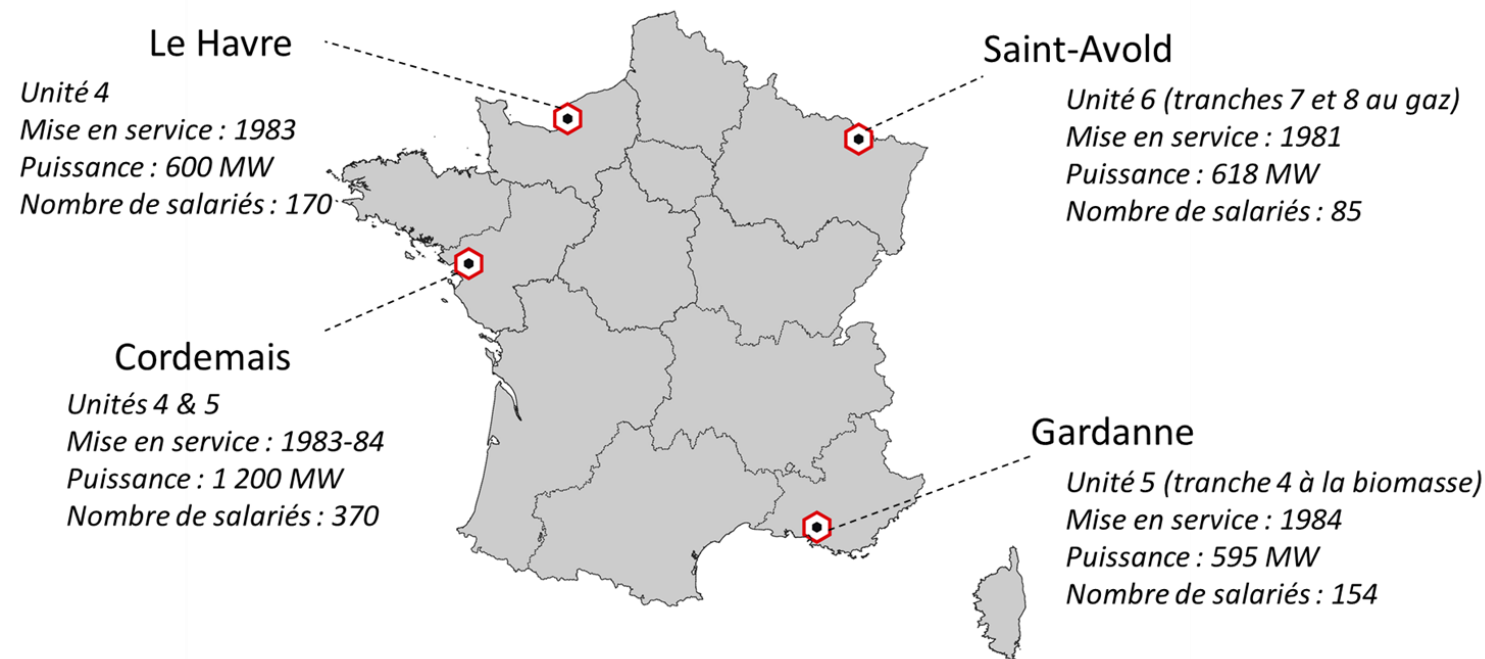 Le Havre
Unité 4
Mise en service : 1983
Puissance : 600 MW
Nombre de salariés : 170
Saint-Avold
Unité 6 (tranches 7 et 8 au gaz)
Mise en service : 1981
Puissance : 618 MW
Nombre de salariés : 85
Cordemais
Unités 4 & 5
Mise en service : 1983-84
Puissance : 1 200 MW
Nombre de salariés : 370
Gardanne
Unité 5 (tranche 4 à la biomasse)
Mise en service : 1984
Puissance : 595 MW
Nombre de salariés : 154